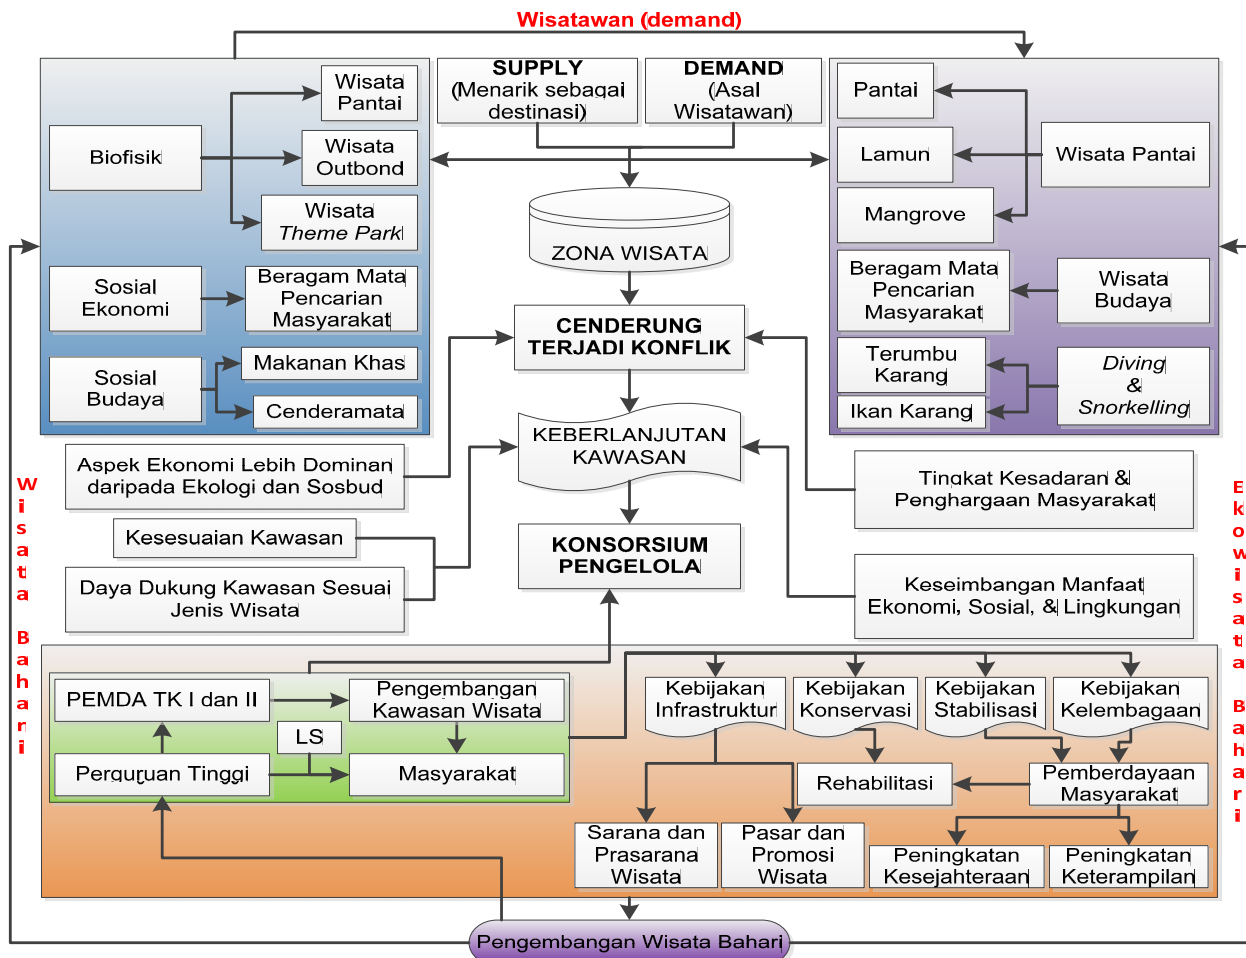 Wisatawan (demand)
SUPPLY
(Menarik sebagai
destinasi)
DEMAND
(Asal
Wisatawan)
Biofisik
Wisata
Pantai
Wisata
Outbond
Wisata
Theme Park
Sosial
Ekonomi
Beragam Mata
Pencarian
Masyarakat
Sosial
Budaya
Makanan Khas
Cenderamata
ZONA WISATA
CENDERUNG
TERJADI KONFLIK
KEBERLANJUTAN
KAWASAN
KONSORSIUM
PENGELOLA
Pantai
Lamun
Mangrove
Wisata Pantai
Beragam Mata
Pencarian
Masyarakat
Wisata
Budaya
Terumbu
Karang
Ikan Karang
Diving
&
Snorkelling
Aspek Ekonomi Lebih Dominan
daripada Ekologi dan Sosbud
Kesesuaian Kawasan
Daya Dukung Kawasan Sesuai
Jenis Wisata
Tingkat Kesadaran &
Penghargaan Masyarakat
Keseimbangan Manfaat
Ekonomi, Sosial, & Lingkungan
Wisata Bahari
Ekowisata Bahari
PEMDA TK I dan II
Pengembangan
Kawasan Wisata
LS
Perguruan Tinggi
Masyarakat
Kebijakan
Infrastruktur
Kebijakan
Konservasi
Kebijakan
Stabilisasi
Kebijakan
Kelembagaan
Rehabilitasi
Pemberdayaan
Masyarakat
Sarana dan
Prasarana
Wisata
Pasar dan
Promosi
Wisata
Peningkatan
Kesejahteraan
Peningkatan
Keterampilan
Pengembangan Wisata Bahari